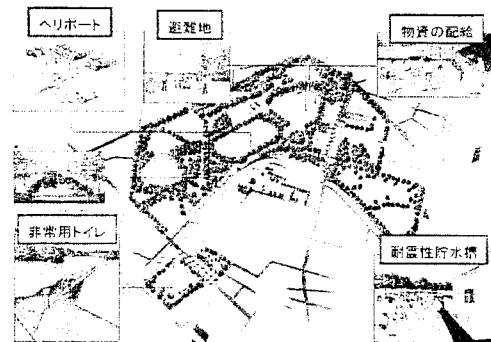 ヘリポート
避難地
物資の配給
非常用トイレ
耐震性貯水槽